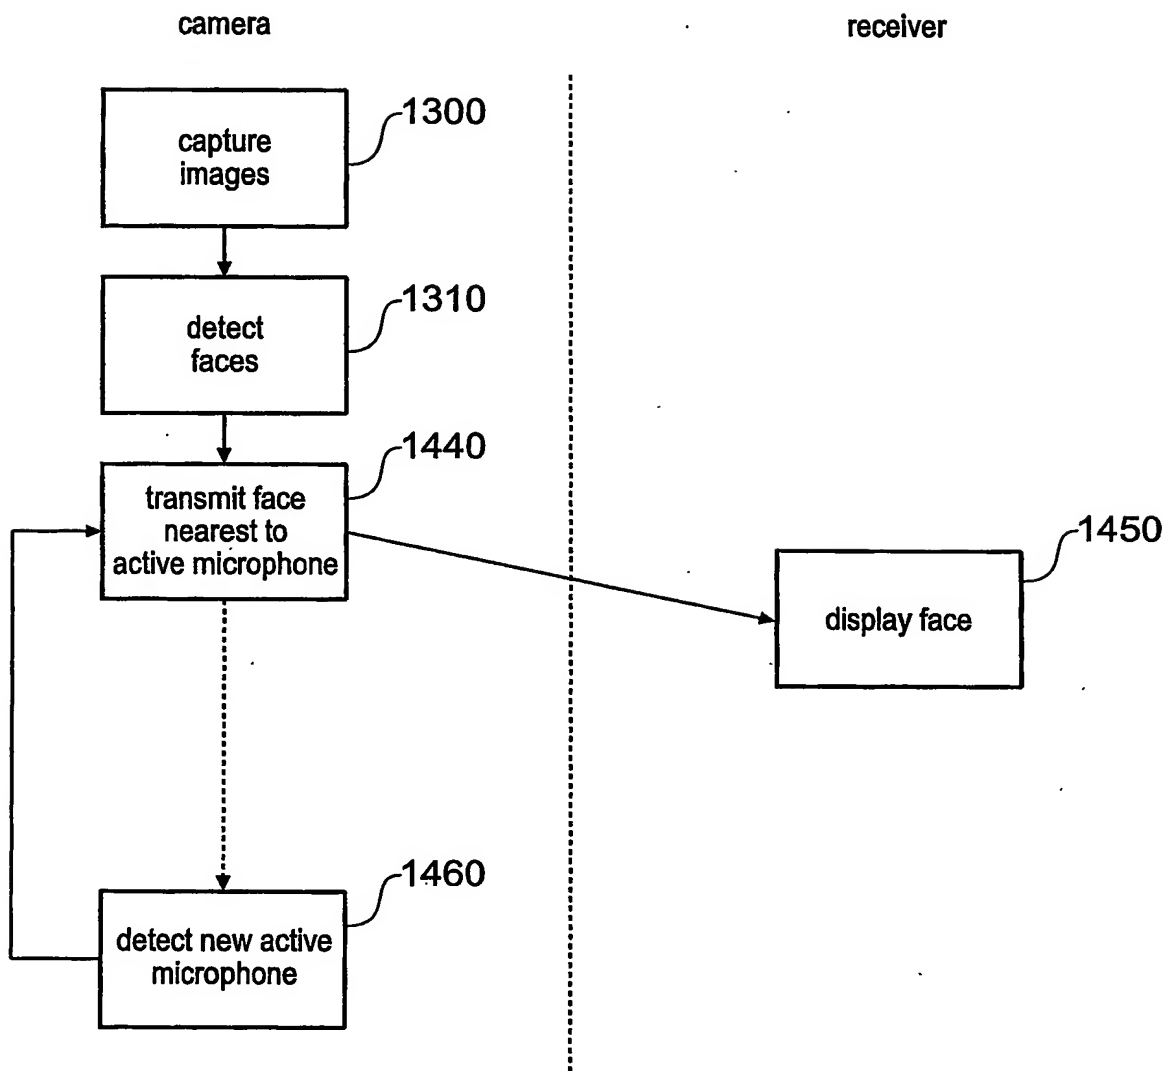 camera
receiver
1300
capture
images
1310
detect
faces
1440
transmit face
nearest to
active microphone
1450
display face
1460
detect new active
microphone